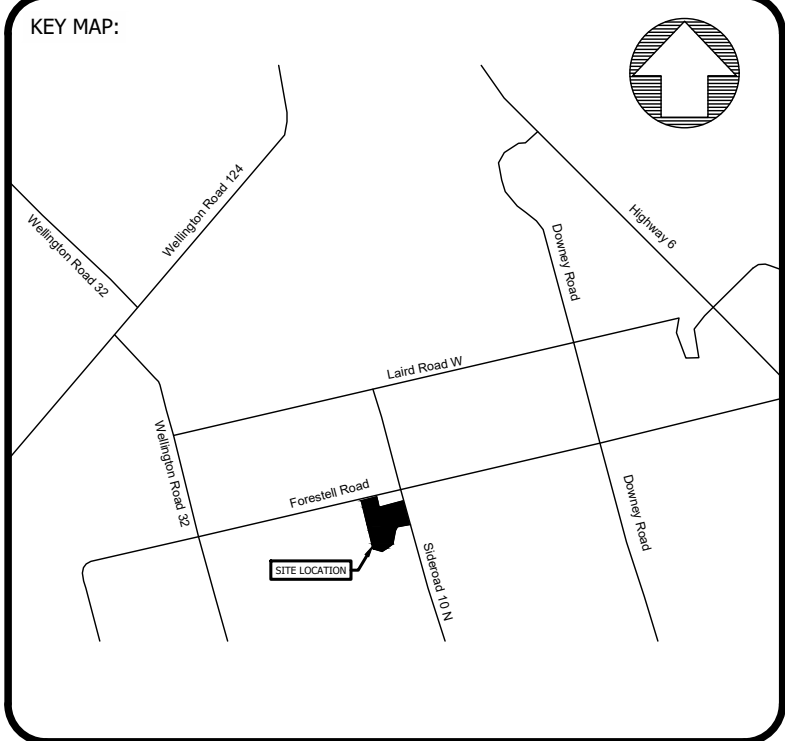 KEY MAP:
Wellington Road 124
Wellington Road 32
Highway 6
Downey Road
Laird Road W
Wellington Road 32
Forestell Road
Downey Road
Sideroad 10 N
SITE LOCATION